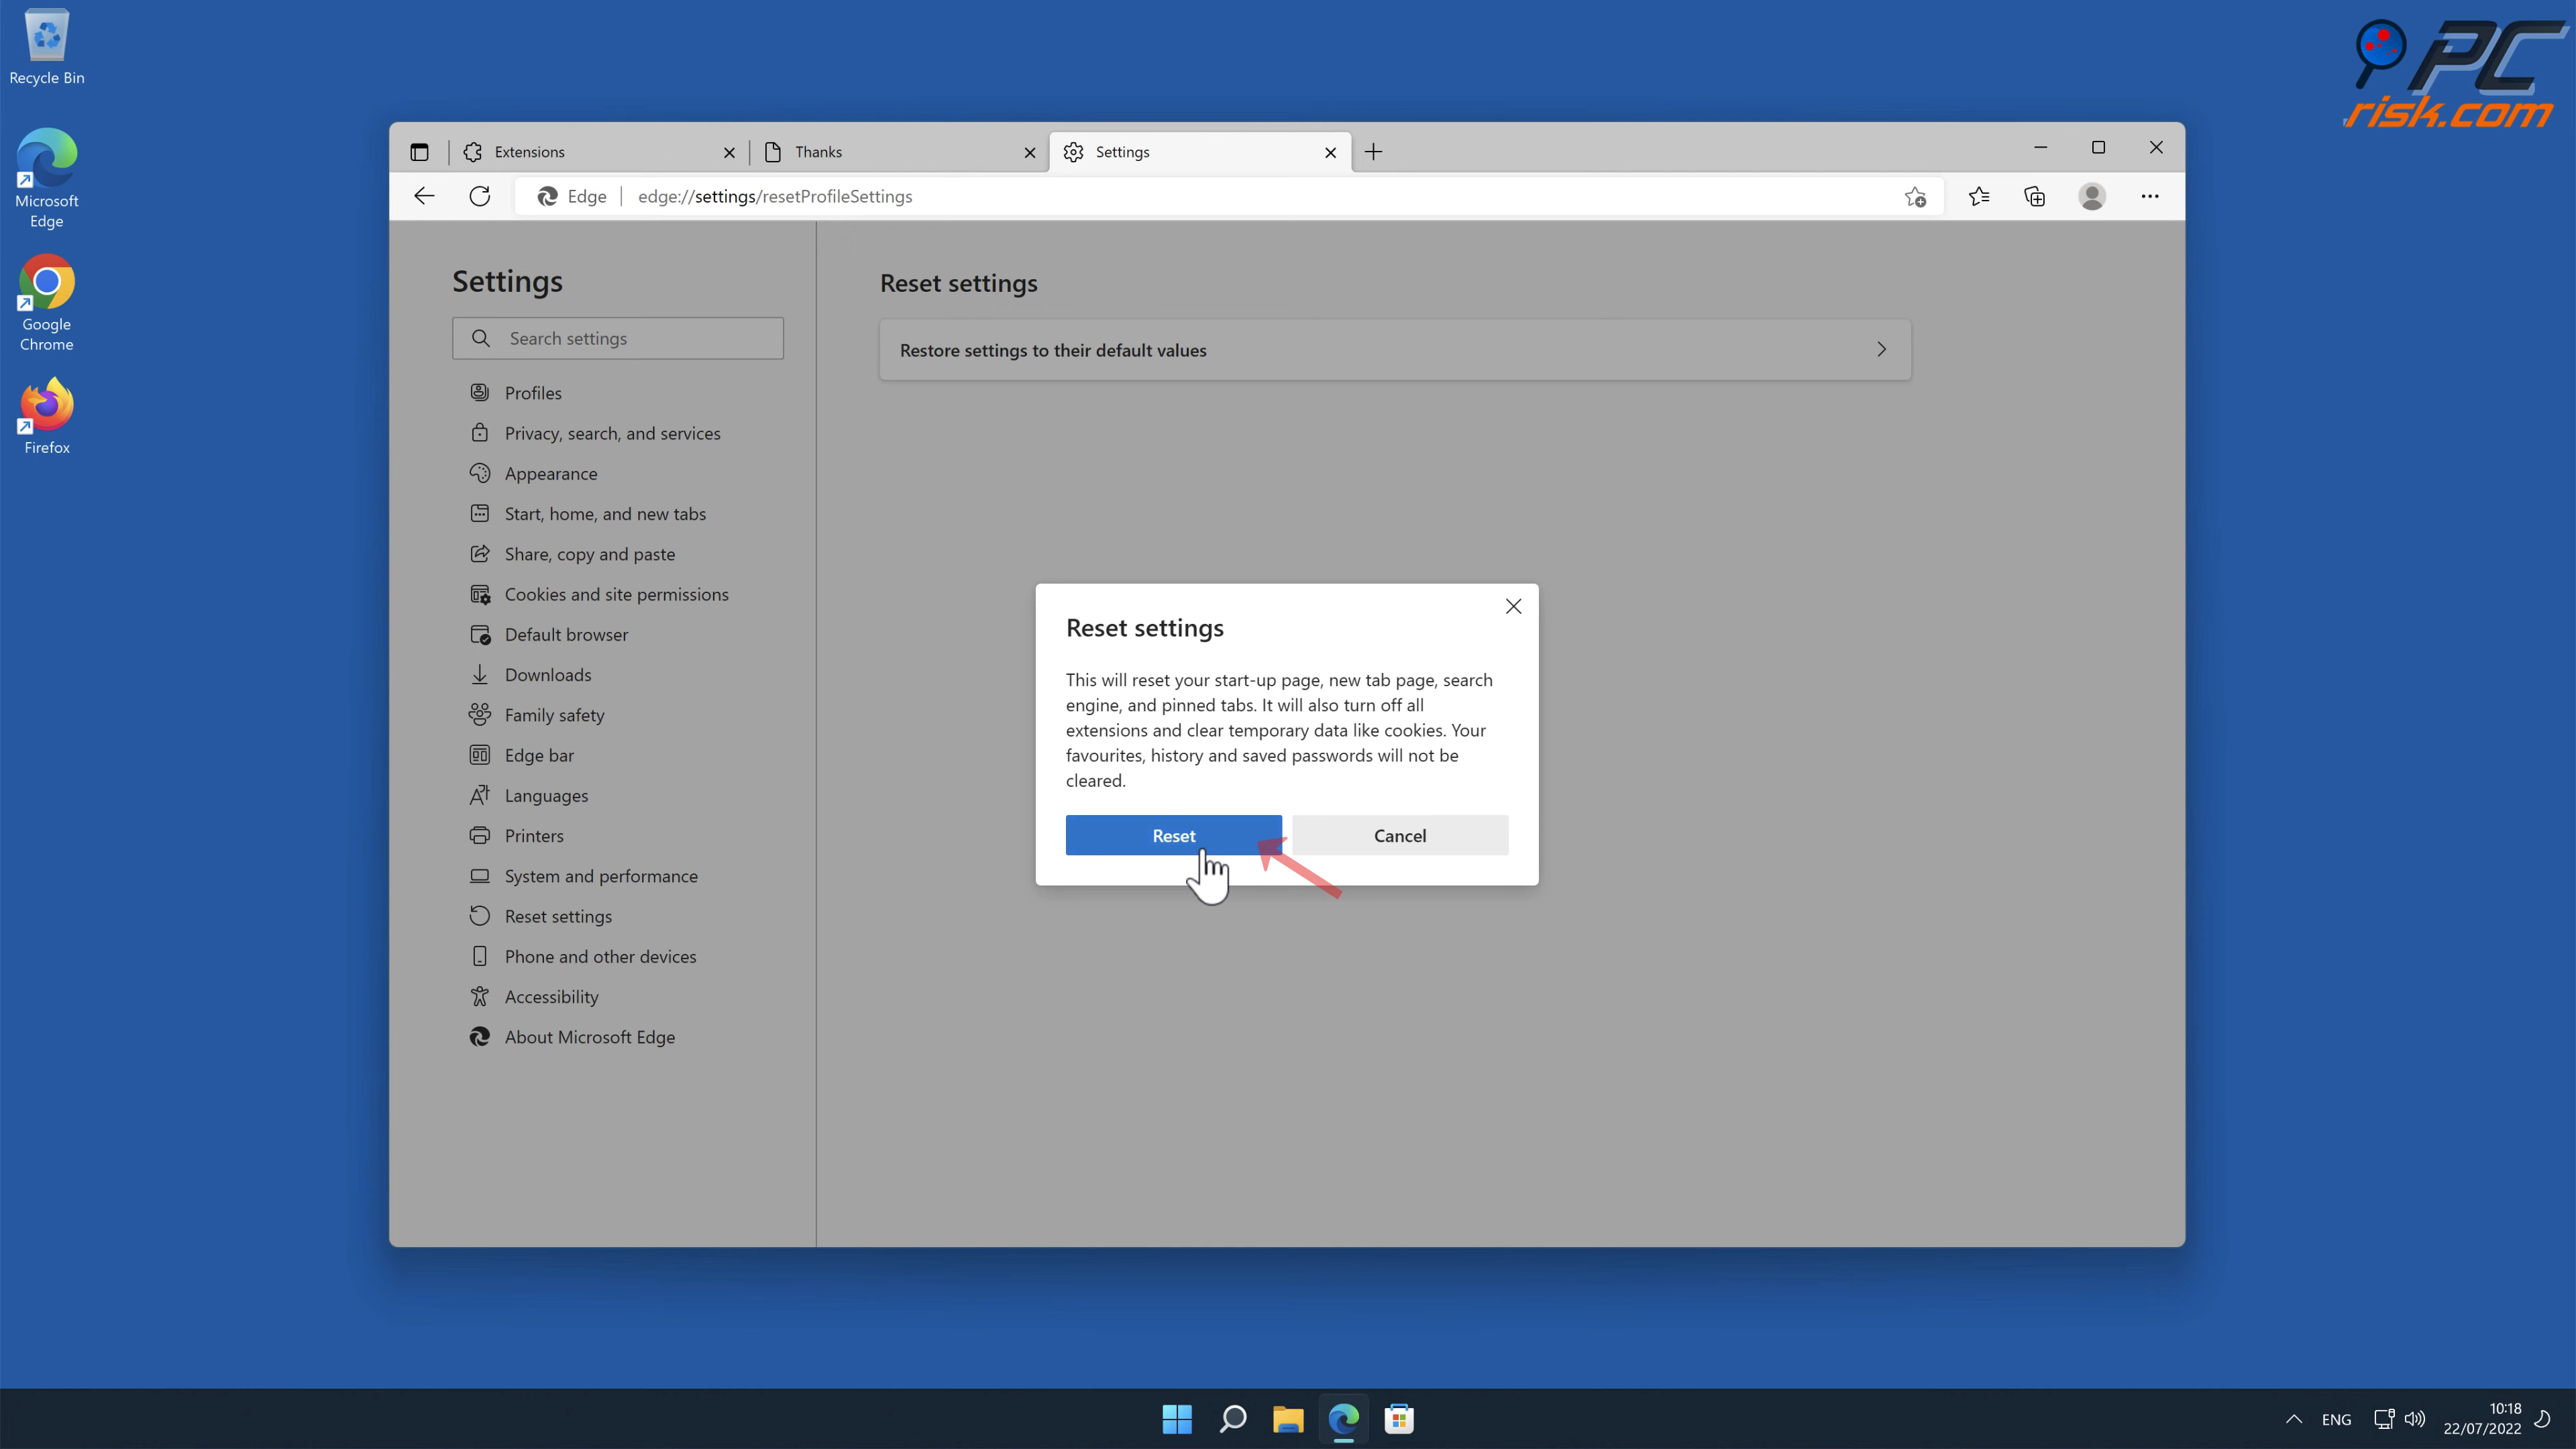 Recycle Bin
Microsoft
Edge
Google
Chrome
Firefox
PC
risk.com
Extensions
Thanks
Settings
Edge
edge://settings/resetProfileSettings
Settings
Search settings
Profiles
Privacy, search, and services
Appearance
Start, home, and new tabs
Share, copy and paste
Cookies and site permissions
Default browser
Downloads
Family safety
Edge bar
Languages
Printers
System and performance
Reset settings
Phone and other devices
Accessibility
About Microsoft Edge
Reset settings
Restore settings to their default values
Reset settings
This will reset your start-up page, new tab page, search
engine, and pinned tabs. It will also turn off all
extensions and clear temporary data like cookies. Your
favourites, history and saved passwords will not be
cleared.
Reset
Cancel
ENG
10:18
22/07/2022